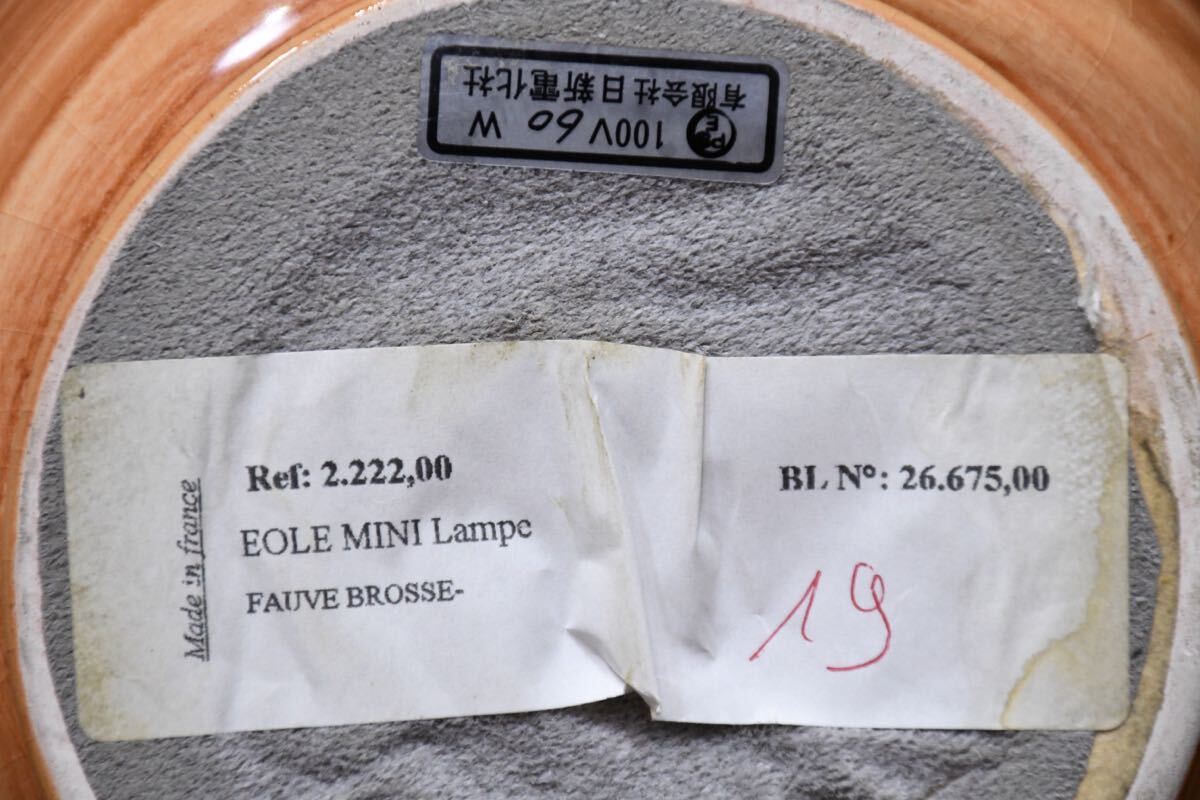 有限会社日新電化社
PSE 100V 60 W
Made in france
Ref: 2.222,00
EOLE MINI Lampe
FAUVE BROSSE-
BL N°: 26.675,00
19